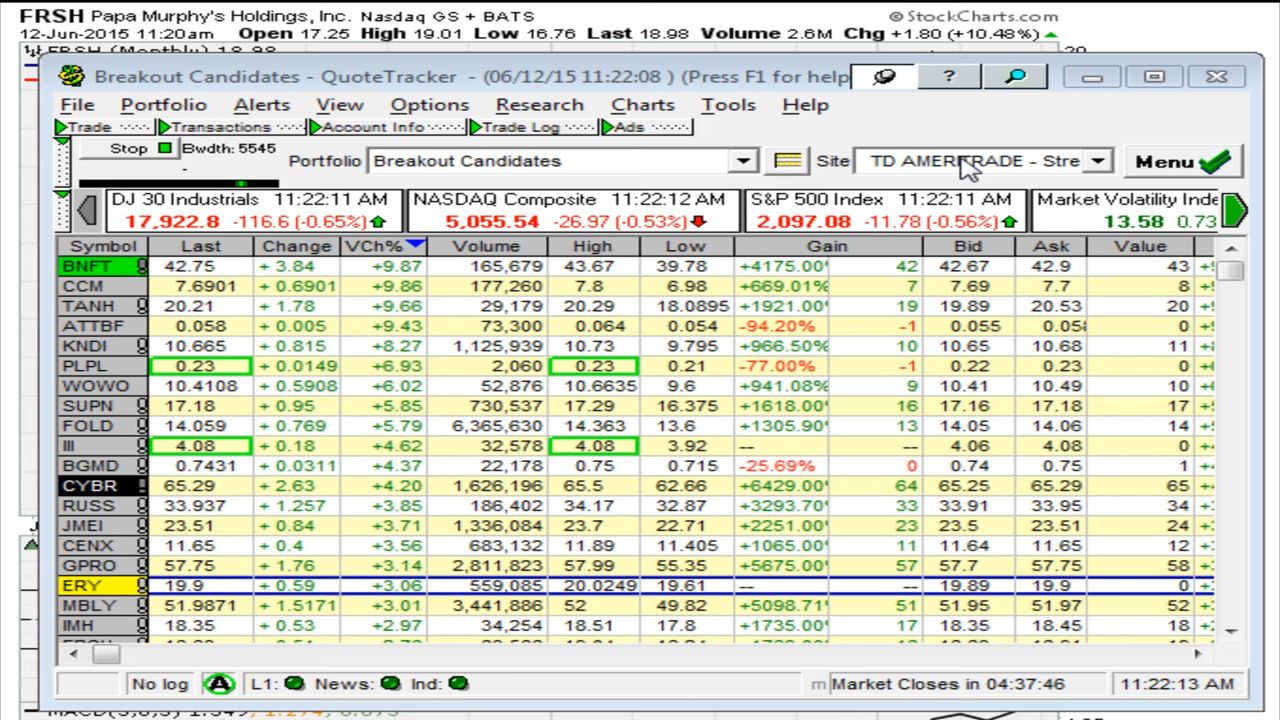 FRSH Papa Murphy's Holdings, Inc. Nasdaq GS + BATS
© StockCharts.com
12-Jun-2015 11:20am Open 17.25 High 19.01 Low 16.76 Last 18.98 Volume 2.6M Chg +1.80 (+10.48%)
FRSH (Monthly) 18.98
Breakout Candidates - QuoteTracker - (06/12/15 11:22:08 ) (Press F1 for help
File Portfolio Alerts View Options Research Charts Tools Help
Trade Transactions Account Info Trade Log Ads
Stop Bwdth: 5545
Portfolio Breakout Candidates Site TD AMERITRADE - Stre Menu
DJ 30 Industrials 11:22:11 AM NASDAQ Composite 11:22:12 AM S&P 500 Index 11:22:11 AM Market Volatility Inde
17,922.8 -116.6 (-0.65%) 5,055.54 -26.97 (-0.53%) 2,097.08 -11.78 (-0.56%) 13.58 0.73
Symbol Last Change VCh% Volume High Low Gain Bid Ask Value
BNFT 42.75 + 3.84 +9.87 165,679 43.67 39.78 +4175.00% 42 42.67 42.9 43
CCM 7.6901 + 0.6901 +9.86 177,260 7.8 6.98 +669.01% 7 7.69 7.7 8
TANH 20.21 + 1.78 +9.66 29,179 20.29 18.0895 +1921.00% 19 19.89 20.53 20
ATTBF 0.058 + 0.005 +9.43 73,300 0.064 0.054 -94.20% -1 0.055 0.058 0
KNDI 10.665 + 0.815 +8.27 1,125,939 10.73 9.795 +966.50% 10 10.65 10.68 11
PLPL 0.23 + 0.0149 +6.93 2,060 0.23 0.21 -77.00% -1 0.22 0.23 0
WOWO 10.4108 + 0.5908 +6.02 52,876 10.6635 9.6 +941.08% 9 10.41 10.49 10
SUPN 17.18 + 0.95 +5.85 730,537 17.29 16.375 +1618.00% 16 17.16 17.18 17
FOLD 14.059 + 0.769 +5.79 6,365,630 14.363 13.6 +1305.90% 13 14.05 14.06 14
III 4.08 + 0.18 +4.62 32,578 4.08 3.92 -- -- 4.06 4.08 0
BGMD 0.7431 + 0.0311 +4.37 22,178 0.75 0.715 -25.69% 0 0.74 0.75 1
CYBR 65.29 + 2.63 +4.20 1,626,196 65.5 62.66 +6429.00% 64 65.25 65.29 65
RUSS 33.937 + 1.257 +3.85 186,402 34.17 32.87 +3293.70% 33 33.91 33.95 34
JMEI 23.51 + 0.84 +3.71 1,336,084 23.7 22.71 +2251.00% 23 23.5 23.51 24
CENX 11.65 + 0.4 +3.56 683,132 11.89 11.405 +1065.00% 11 11.64 11.65 12
GPRO 57.75 + 1.76 +3.14 2,811,823 57.99 55.35 +5675.00% 57 57.7 57.75 58
ERY 19.9 + 0.59 +3.06 559,085 20.0249 19.61 -- -- 19.89 19.9 0
MBLY 51.9871 + 1.5171 +3.01 3,441,886 52 49.82 +5098.71% 51 51.95 51.97 52
IMH 18.35 + 0.53 +2.97 34,254 18.51 17.8 +1735.00% 17 18.35 18.45 18
No log A L1: News: Ind: Market Closes in 04:37:46 11:22:13 AM